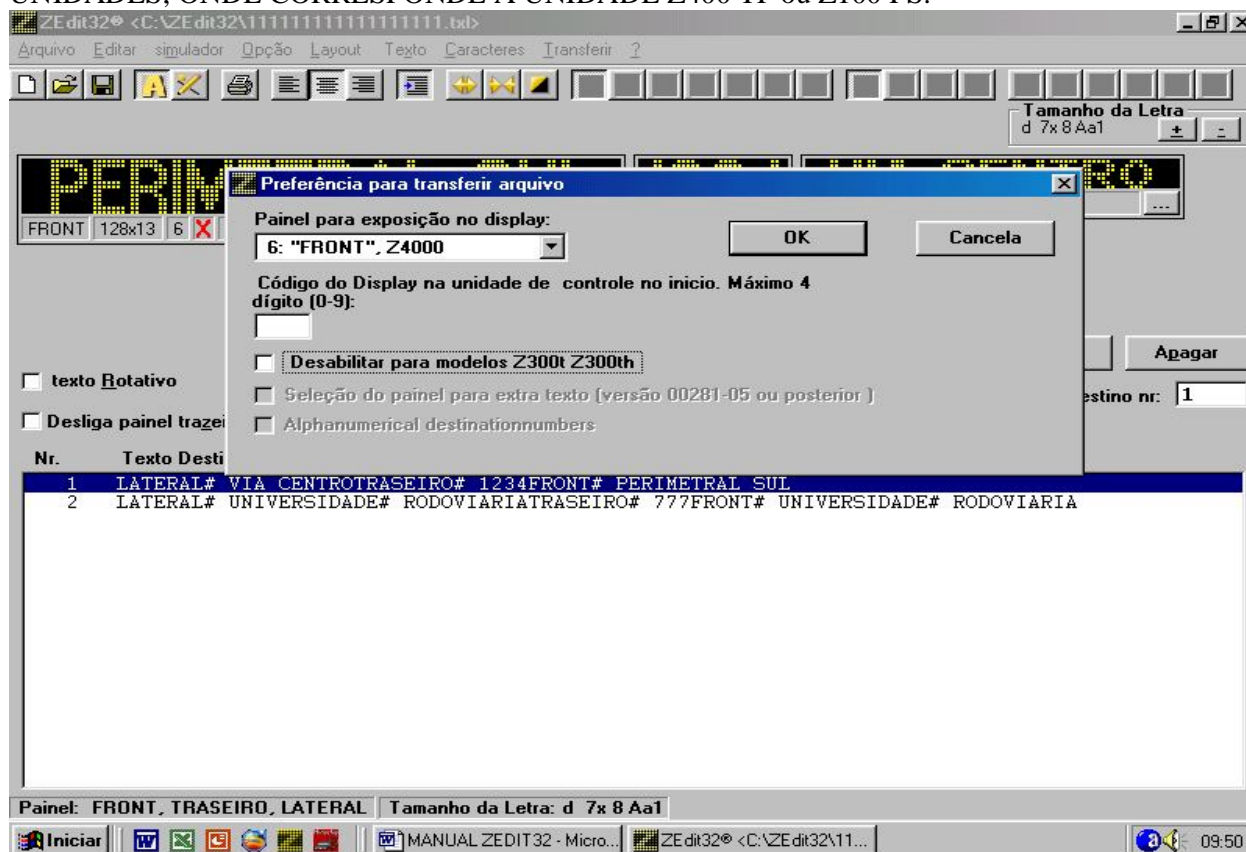 UNIDADES, ONDE CORRESPONDE A UNIDADE Z400 TP ou Z100 PS.
ZEdit32® <C:\ZEdit32\111111111111111111.txl>
Arquivo Editar simulador Opção Layout Texto Caracteres Transferir ?
Tamanho da Letra
d 7x 8 Aa1 + -
PERIM
FRONT 128x13 6 X
...
Preferência para transferir arquivo
Painel para exposição no display:
6: "FRONT", Z4000
OK Cancela
Código do Display na unidade de controle no inicio. Máximo 4
dígito (0-9):
Desabilitar para modelos Z300t Z300th
Seleção do painel para extra texto (versão 00281-05 ou posterior )
Alphanumerical destinationnumbers
Apagar
texto Rotativo
estino nr: 1
Desliga painel trazei
Nr. Texto Desti
1 LATERAL# VIA CENTROTRASEIRO# 1234FRONT# PERIMETRAL SUL
2 LATERAL# UNIVERSIDADE# RODOVIARIATRASEIRO# 777FRONT# UNIVERSIDADE# RODOVIARIA
Painel: FRONT, TRASEIRO, LATERAL Tamanho da Letra: d 7x 8 Aa1
Iniciar MANUAL ZEDIT32 - Micro... ZEdit32® <C:\ZEdit32\11... 09:50